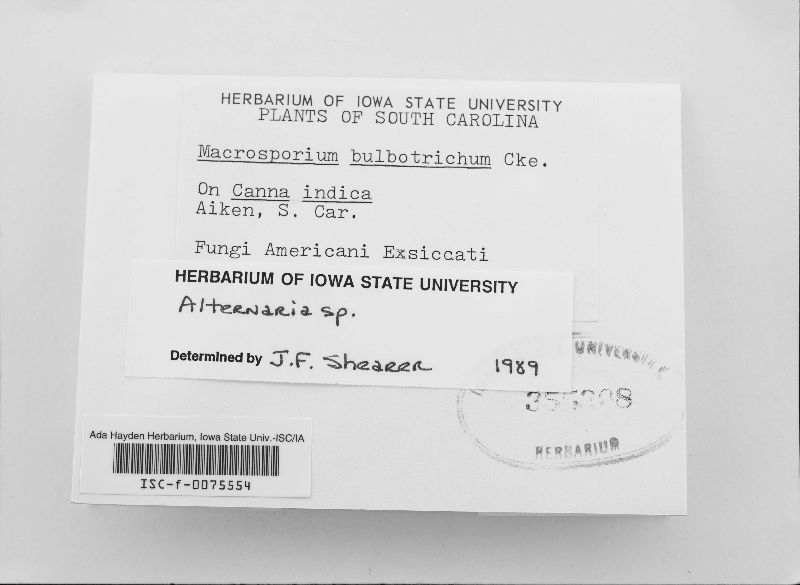 HERBARIUM OF IOWA STATE UNIVERSITY
PLANTS OF SOUTH CAROLINA
Macrosporium bulbotrichum Cke.
On Canna indica
Aiken, S. Car.
Fungi Americani Exsiccati
HERBARIUM OF IOWA STATE UNIVERSITY
Alternaria sp.
Determined by J.F. Shearer 1989
UNIVERSITY
HERBARIUM
Ada Hayden Herbarium, Iowa State Univ.-ISC/IA
ISC-f-0075554